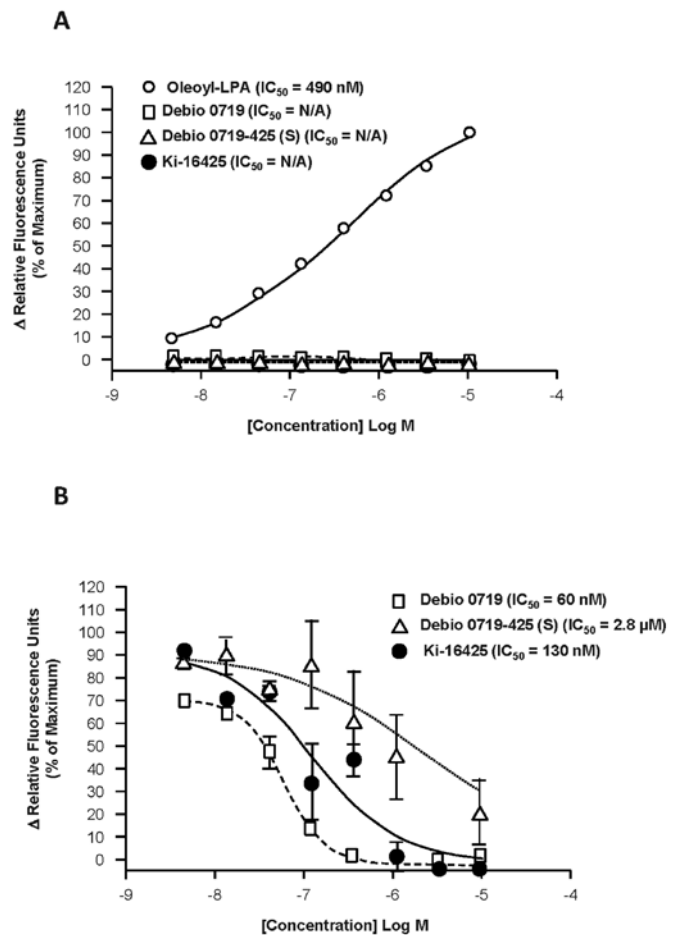 A
Oleoyl-LPA (IC50 = 490 nM)
Debio 0719 (IC50 = N/A)
Debio 0719-425 (S) (IC50 = N/A)
Ki-16425 (IC50 = N/A)
Δ Relative Fluorescence Units
(% of Maximum)
120
110
100
90
80
70
60
50
40
30
20
10
0
-9 -8 -7 -6 -5 -4
[Concentration] Log M
B
Debio 0719 (IC50 = 60 nM)
Debio 0719-425 (S) (IC50 = 2.8 µM)
Ki-16425 (IC50 = 130 nM)
Δ Relative Fluorescence Units
(% of Maximum)
120
110
100
90
80
70
60
50
40
30
20
10
0
-9 -8 -7 -6 -5 -4
[Concentration] Log M